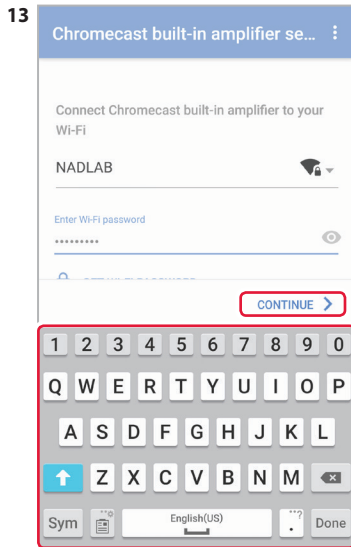 13
Chromecast built-in amplifier se...
Connect Chromecast built-in amplifier to your
Wi-Fi
NADLAB
Enter Wi-Fi password
•••••••••
CONTINUE
1 2 3 4 5 6 7 8 9 0
Q W E R T Y U I O P
A S D F G H J K L
Z X C V B N M
Sym English(US) . Done